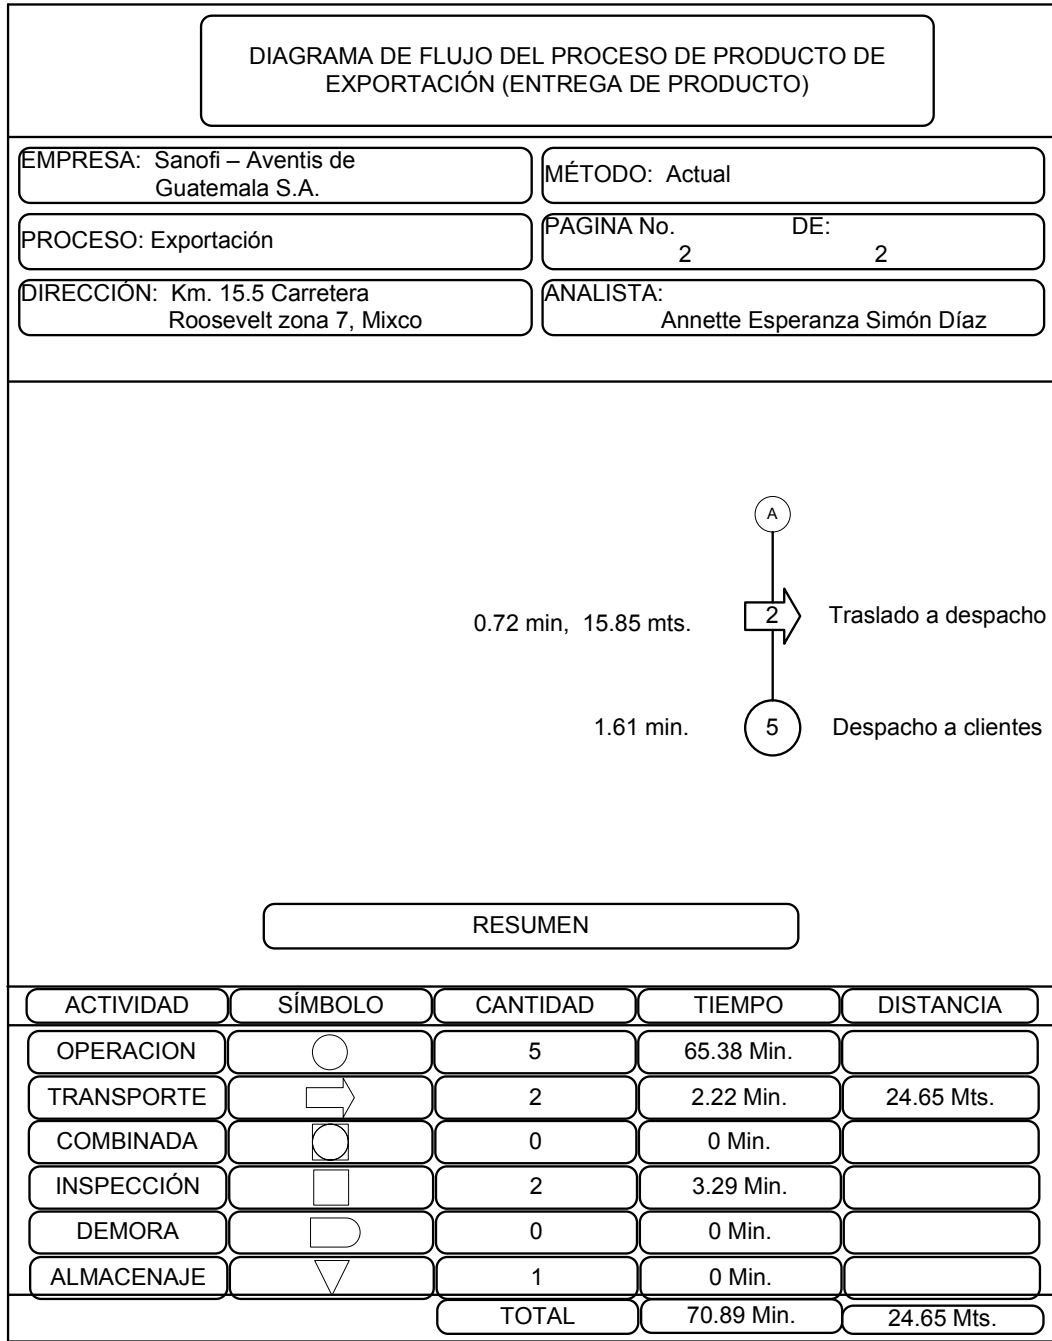 DIAGRAMA DE FLUJO DEL PROCESO DE PRODUCTO DE
EXPORTACIÓN (ENTREGA DE PRODUCTO)
EMPRESA: Sanofi – Aventis de
Guatemala S.A.
MÉTODO: Actual
PROCESO: Exportación
PAGINA No. DE:
2 2
DIRECCIÓN: Km. 15.5 Carretera
Roosevelt zona 7, Mixco
ANALISTA:
Annette Esperanza Simón Díaz
A
0.72 min, 15.85 mts. 2 Traslado a despacho
1.61 min. 5 Despacho a clientes
RESUMEN
ACTIVIDAD SÍMBOLO CANTIDAD TIEMPO DISTANCIA
OPERACION 5 65.38 Min.
TRANSPORTE 2 2.22 Min. 24.65 Mts.
COMBINADA 0 0 Min.
INSPECCIÓN 2 3.29 Min.
DEMORA 0 0 Min.
ALMACENAJE 1 0 Min.
TOTAL 70.89 Min. 24.65 Mts.